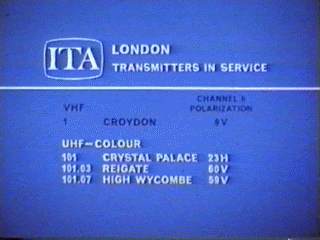 ITA
LONDON
TRANSMITTERS IN SERVICE
CHANNEL &
VHF POLARIZATION
1 CROYDON 9V
UHF-COLOUR
101 CRYSTAL PALACE 23H
101.03 REIGATE 60V
101.07 HIGH WYCOMBE 59V